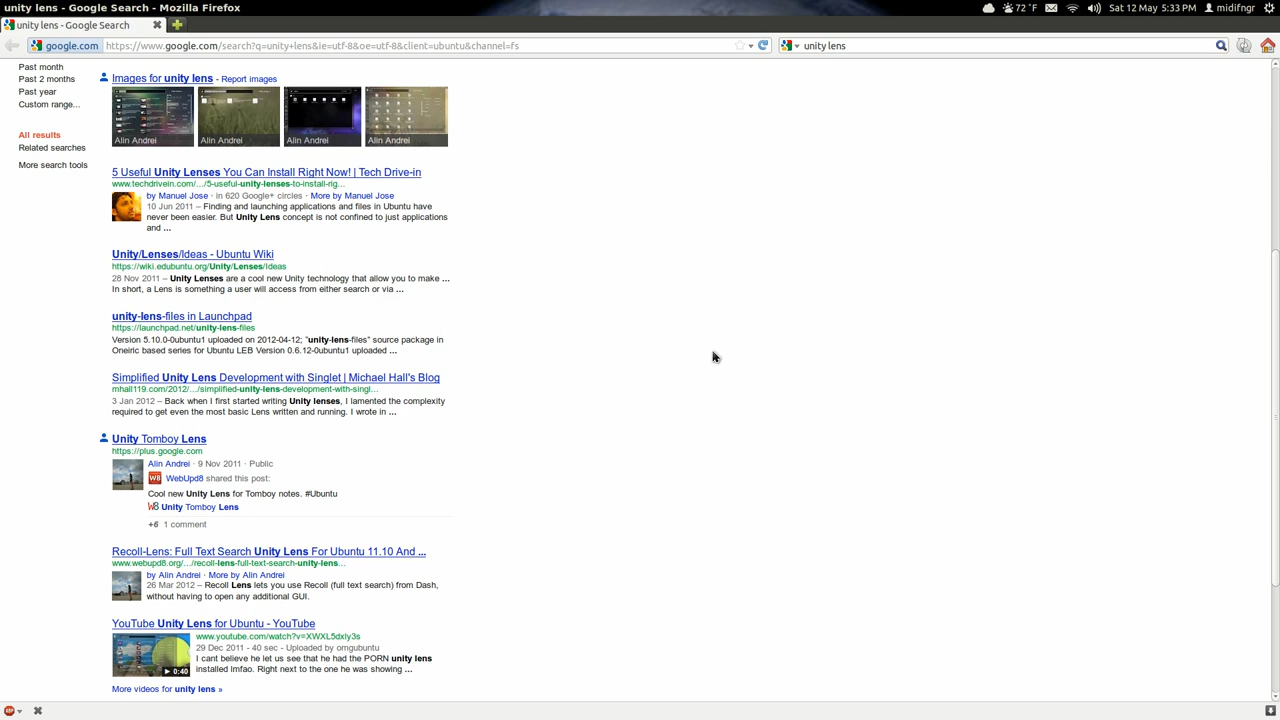 unity lens - Google Search - Mozilla Firefox
72 °F
Sat 12 May 5:33 PM
midifngr
unity lens - Google Search
google.com
https://www.google.com/search?q=unity+lens&ie=utf-8&oe=utf-8&client=ubuntu&channel=fs
unity lens
Past month
Past 2 months
Past year
Custom range...
All results
Related searches
More search tools
Images for unity lens - Report images
Alin Andrei
Alin Andrei
Alin Andrei
Alin Andrei
5 Useful Unity Lenses You Can Install Right Now! | Tech Drive-in
www.techdrivein.com/.../5-useful-unity-lenses-to-install-rig...
by Manuel Jose · in 620 Google+ circles · More by Manuel Jose
10 Jun 2011 – Finding and launching applications and files in Ubuntu have
never been easier. But Unity Lens concept is not confined to just applications
and ...
Unity/Lenses/Ideas - Ubuntu Wiki
https://wiki.edubuntu.org/Unity/Lenses/Ideas
28 Nov 2011 – Unity Lenses are a cool new Unity technology that allow you to make ...
In short, a Lens is something a user will access from either search or via ...
unity-lens-files in Launchpad
https://launchpad.net/unity-lens-files
Version 5.10.0-0ubuntu1 uploaded on 2012-04-12; "unity-lens-files" source package in
Oneiric based series for Ubuntu LEB Version 0.6.12-0ubuntu1 uploaded ...
Simplified Unity Lens Development with Singlet | Michael Hall's Blog
mhall119.com/2012/.../simplified-unity-lens-development-with-singl...
3 Jan 2012 – Back when I first started writing Unity lenses, I lamented the complexity
required to get even the most basic Lens written and running. I wrote in ...
Unity Tomboy Lens
https://plus.google.com
Alin Andrei · 9 Nov 2011 · Public
W8 WebUpd8 shared this post:
Cool new Unity Lens for Tomboy notes. #Ubuntu
W8 Unity Tomboy Lens
+6 1 comment
Recoll-Lens: Full Text Search Unity Lens For Ubuntu 11.10 And ...
www.webupd8.org/.../recoll-lens-full-text-search-unity-lens...
by Alin Andrei · More by Alin Andrei
26 Mar 2012 – Recoll Lens lets you use Recoll (full text search) from Dash,
without having to open any additional GUI.
YouTube Unity Lens for Ubuntu - YouTube
www.youtube.com/watch?v=XWXL5dxiy3s
29 Dec 2011 - 40 sec - Uploaded by omgubuntu
I cant believe he let us see that he had the PORN unity lens
installed lmfao. Right next to the one he was showing ...
0:40
More videos for unity lens »
ABP